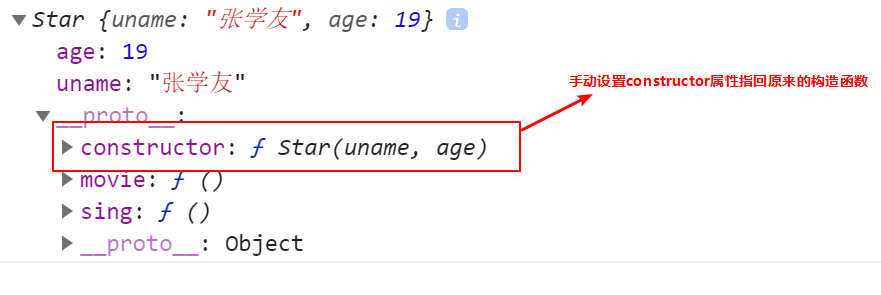 Star {uname: "张学友", age: 19} i
age: 19
uname: "张学友"
手动设置constructor属性指回原来的构造函数
__proto__:
constructor: ƒ Star(uname, age)
movie: ƒ ()
sing: ƒ ()
__proto__: Object